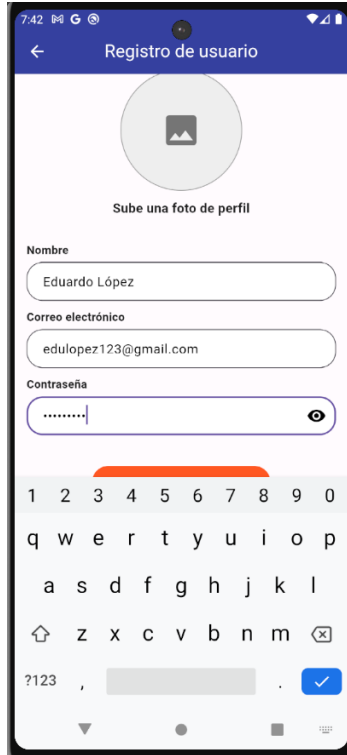 7:42
Registro de usuario
Sube una foto de perfil
Nombre
Eduardo López
Correo electrónico
edulopez123@gmail.com
Contraseña
•••••••••
1 2 3 4 5 6 7 8 9 0
q w e r t y u i o p
a s d f g h j k l
z x c v b n m
?123 , .